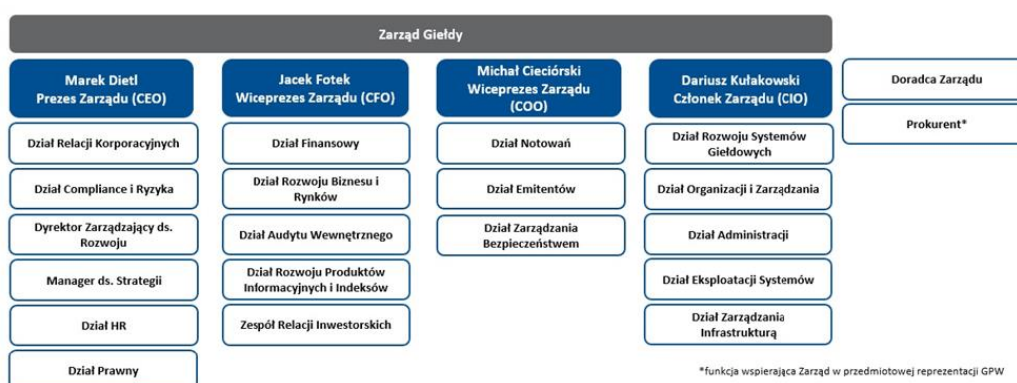 Zarząd Giełdy
Marek Dietl
Prezes Zarządu (CEO)
Dział Relacji Korporacyjnych
Dział Compliance i Ryzyka
Dyrektor Zarządzający ds.
Rozwoju
Manager ds. Strategii
Dział HR
Dział Prawny
Jacek Fotek
Wiceprezes Zarządu (CFO)
Dział Finansowy
Dział Rozwoju Biznesu i
Rynków
Dział Audytu Wewnętrznego
Dział Rozwoju Produktów
Informacyjnych i Indeksów
Zespół Relacji Inwestorskich
Michał Cieciórski
Wiceprezes Zarządu
(COO)
Dział Notowań
Dział Emitentów
Dział Zarządzania
Bezpieczeństwem
Dariusz Kułakowski
Członek Zarządu (CIO)
Dział Rozwoju Systemów
Giełdowych
Dział Organizacji i Zarządzania
Dział Administracji
Dział Eksploatacji Systemów
Dział Zarządzania
Infrastrukturą
Doradca Zarządu
Prokurent*
*funkcja wspierająca Zarząd w przedmiotowej reprezentacji GPW